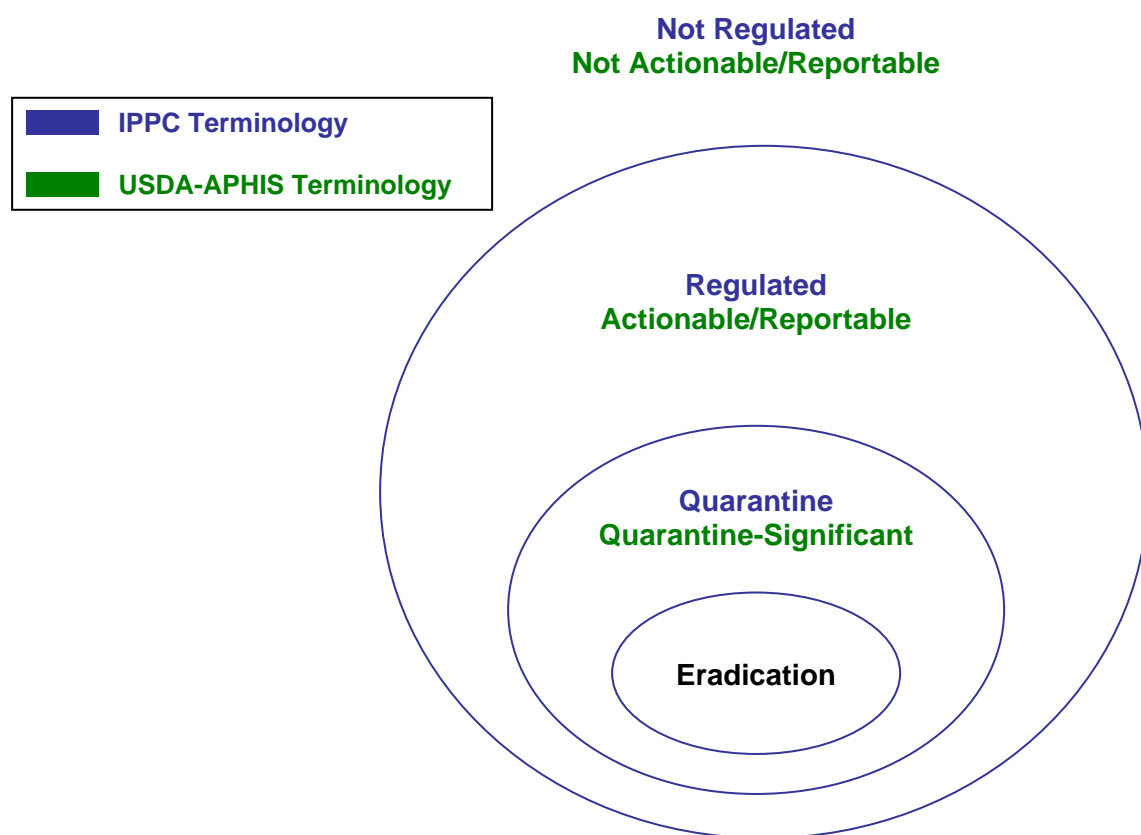 Not Regulated
Not Actionable/Reportable
IPPC Terminology
USDA-APHIS Terminology
Regulated
Actionable/Reportable
Quarantine
Quarantine-Significant
Eradication